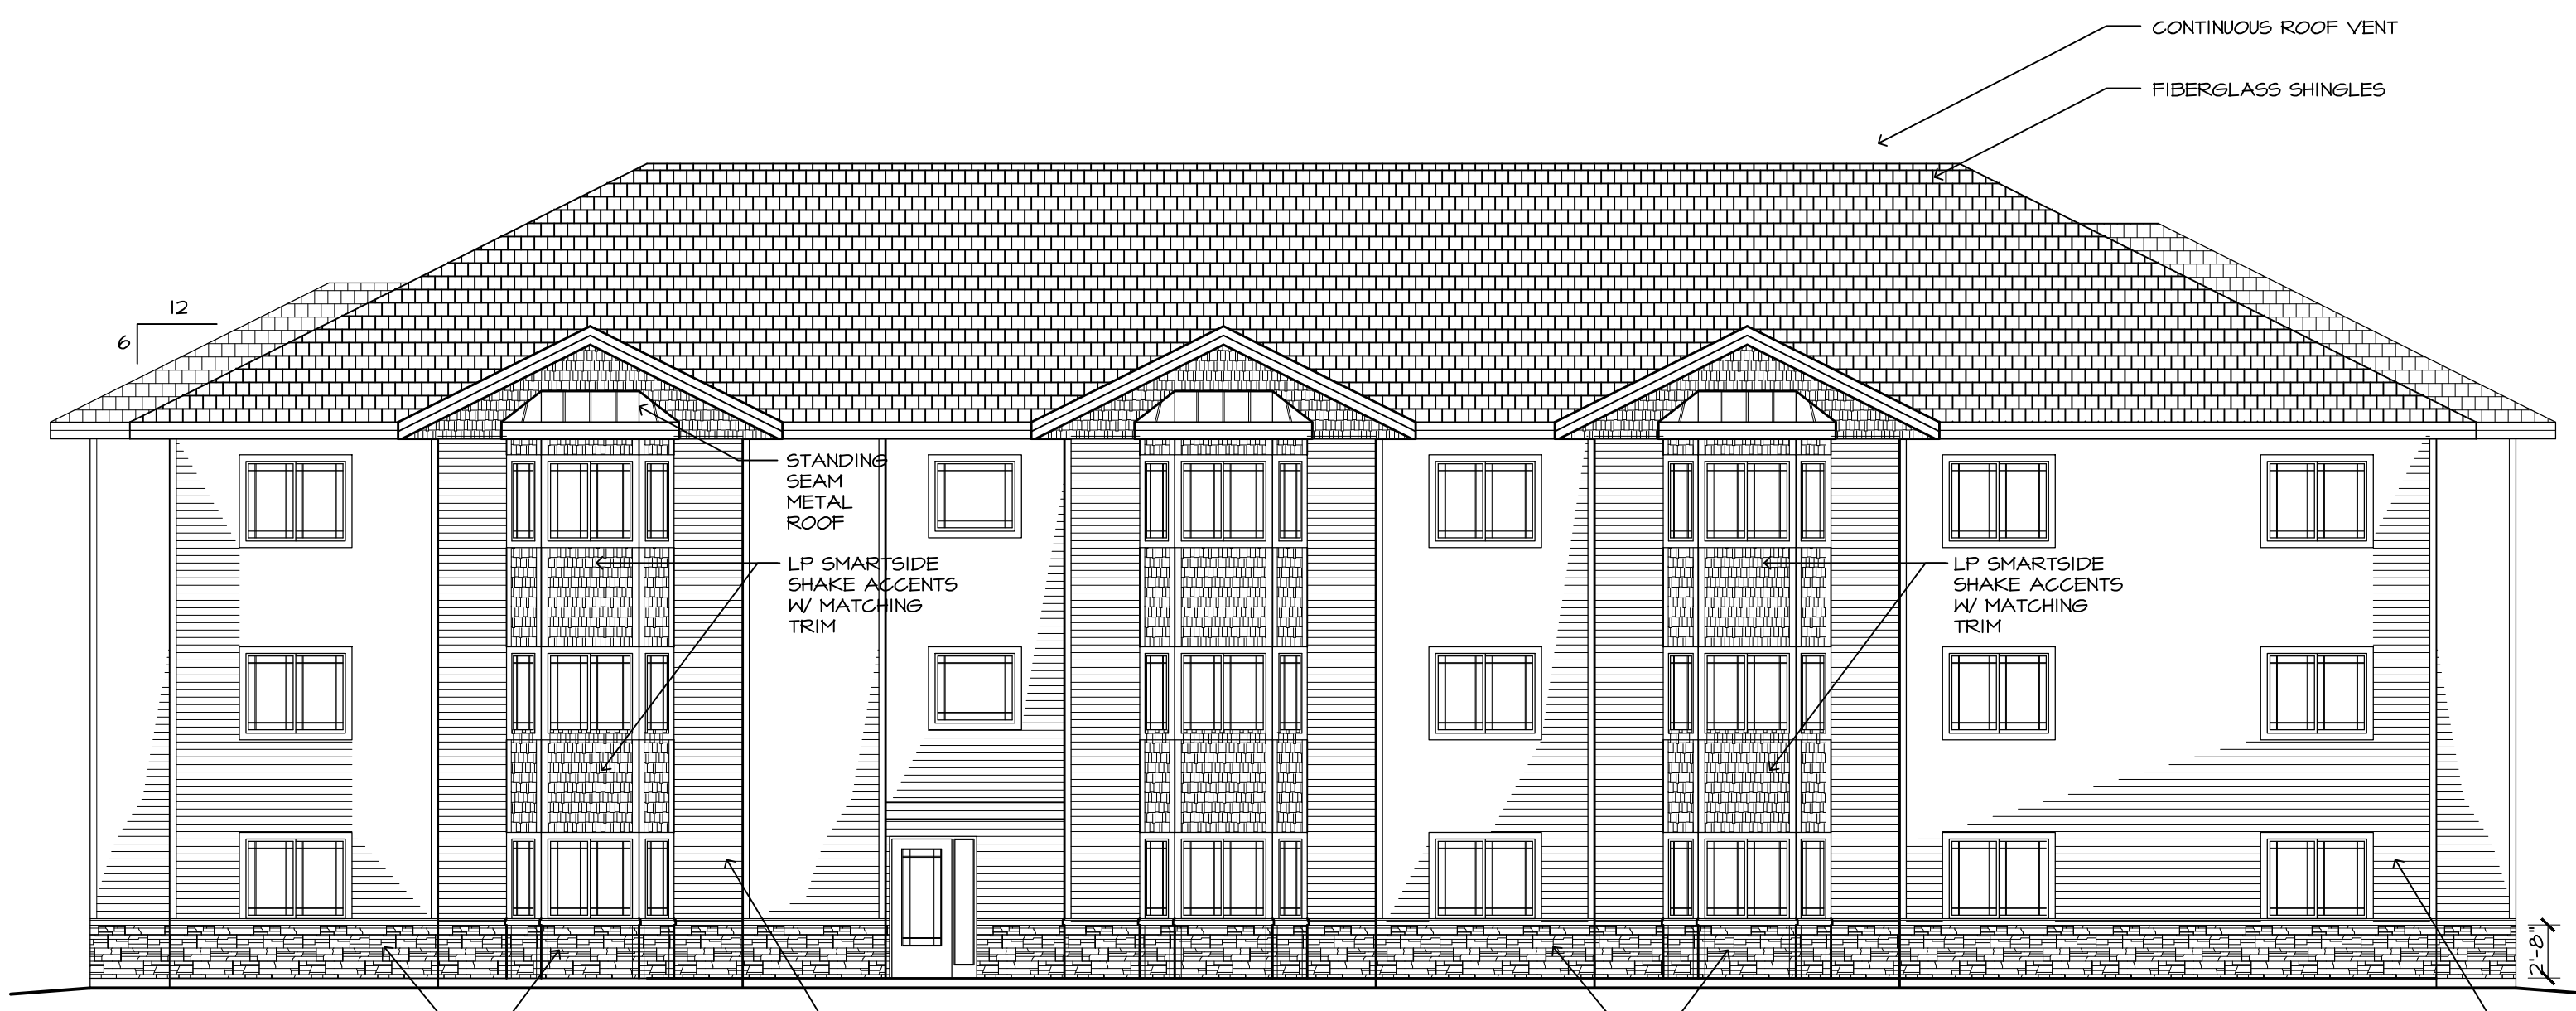 CONTINUOUS ROOF VENT
FIBERGLASS SHINGLES
12
6
STANDING
SEAM
METAL
ROOF
LP SMARTSIDE
SHAKE ACCENTS
W/ MATCHING
TRIM
LP SMARTSIDE
SHAKE ACCENTS
W/ MATCHING
TRIM
2'-8"